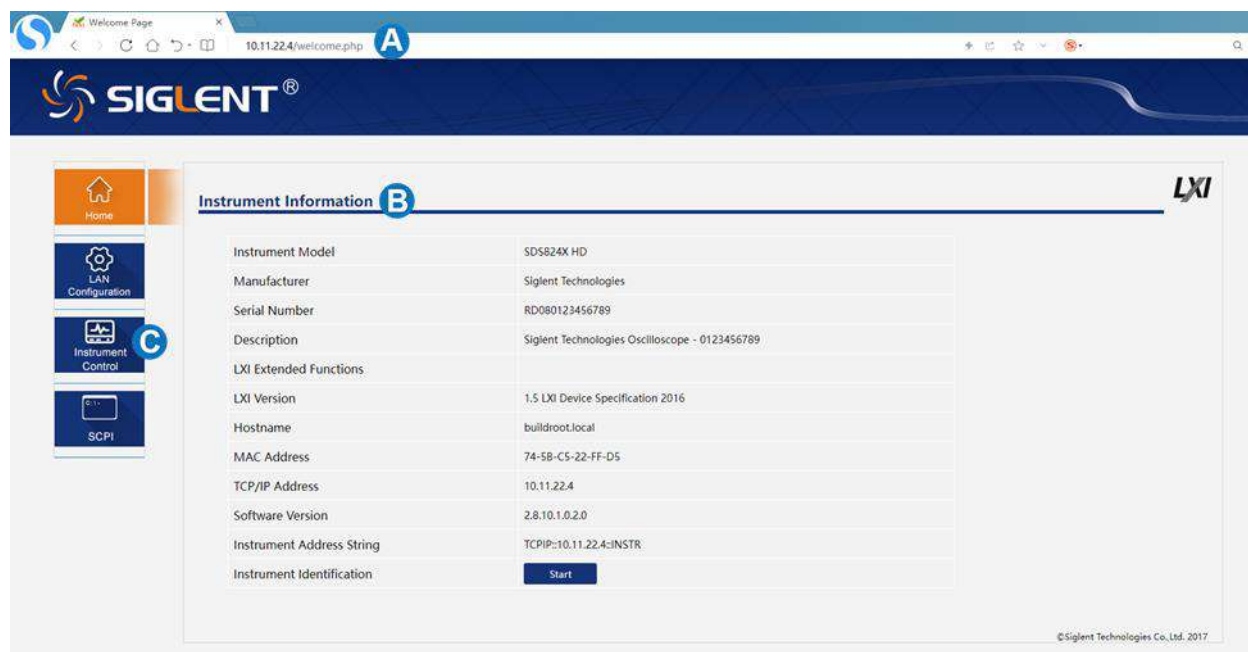 Welcome Page
10.11.22.4/welcome.php A
SIGLENT®
Home
LAN
Configuration
Instrument
Control
C
SCPI
Instrument Information B
LXI
Instrument Model SDS824X HD
Manufacturer Siglent Technologies
Serial Number RD080123456789
Description Siglent Technologies Oscilloscope - 0123456789
LXI Extended Functions
LXI Version 1.5 LXI Device Specification 2016
Hostname buildroot.local
MAC Address 74-5B-C5-22-FF-D5
TCP/IP Address 10.11.22.4
Software Version 2.8.10.1.0.2.0
Instrument Address String TCPIP::10.11.22.4::INSTR
Instrument Identification Start
©Siglent Technologies Co.,Ltd. 2017